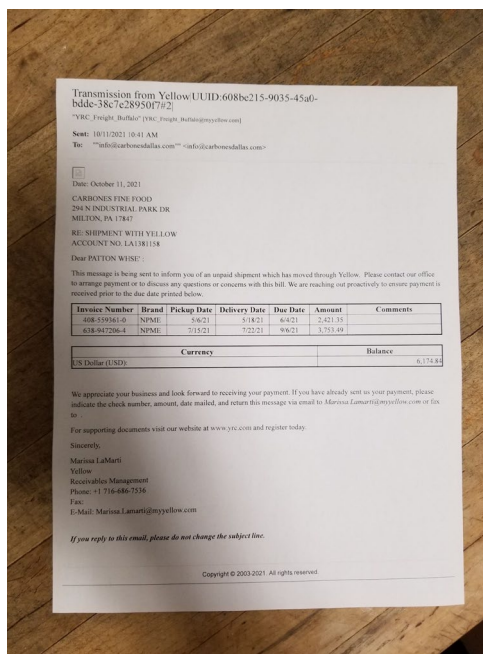 Transmission from Yellow|UUID:608be215-9035-45a0-
bdde-38c7e28950f7#2|
"YRC_Freight_Buffalo" [YRC_Freight_Buffalo@myyellow.com]
Sent: 10/11/2021 10:41 AM
To: ""info@carbonesdallas.com"" <info@carbonesdallas.com>
Date: October 11, 2021
CARBONES FINE FOOD
294 N INDUSTRIAL PARK DR
MILTON, PA 17847
RE: SHIPMENT WITH YELLOW
ACCOUNT NO. LA1381158
Dear PATTON WHSE' :
This message is being sent to inform you of an unpaid shipment which has moved through Yellow. Please contact our office
to arrange payment or to discuss any questions or concerns with this bill. We are reaching out proactively to ensure payment is
received prior to the due date printed below.
Invoice Number Brand Pickup Date Delivery Date Due Date Amount Comments
408-559361-0 NPME 5/6/21 5/18/21 6/4/21 2,421.35
638-947206-4 NPME 7/15/21 7/22/21 9/6/21 3,753.49
Currency Balance
US Dollar (USD): 6,174.84
We appreciate your business and look forward to receiving your payment. If you have already sent us your payment, please
indicate the check number, amount, date mailed, and return this message via email to Marissa.Lamarti@myyellow.com or fax
to .
For supporting documents visit our website at www.yrc.com and register today.
Sincerely,
Marissa LaMarti
Yellow
Receivables Management
Phone: +1 716-686-7536
Fax:
E-Mail: Marissa.Lamarti@myyellow.com
If you reply to this email, please do not change the subject line.
Copyright © 2003-2021 All rights reserved.